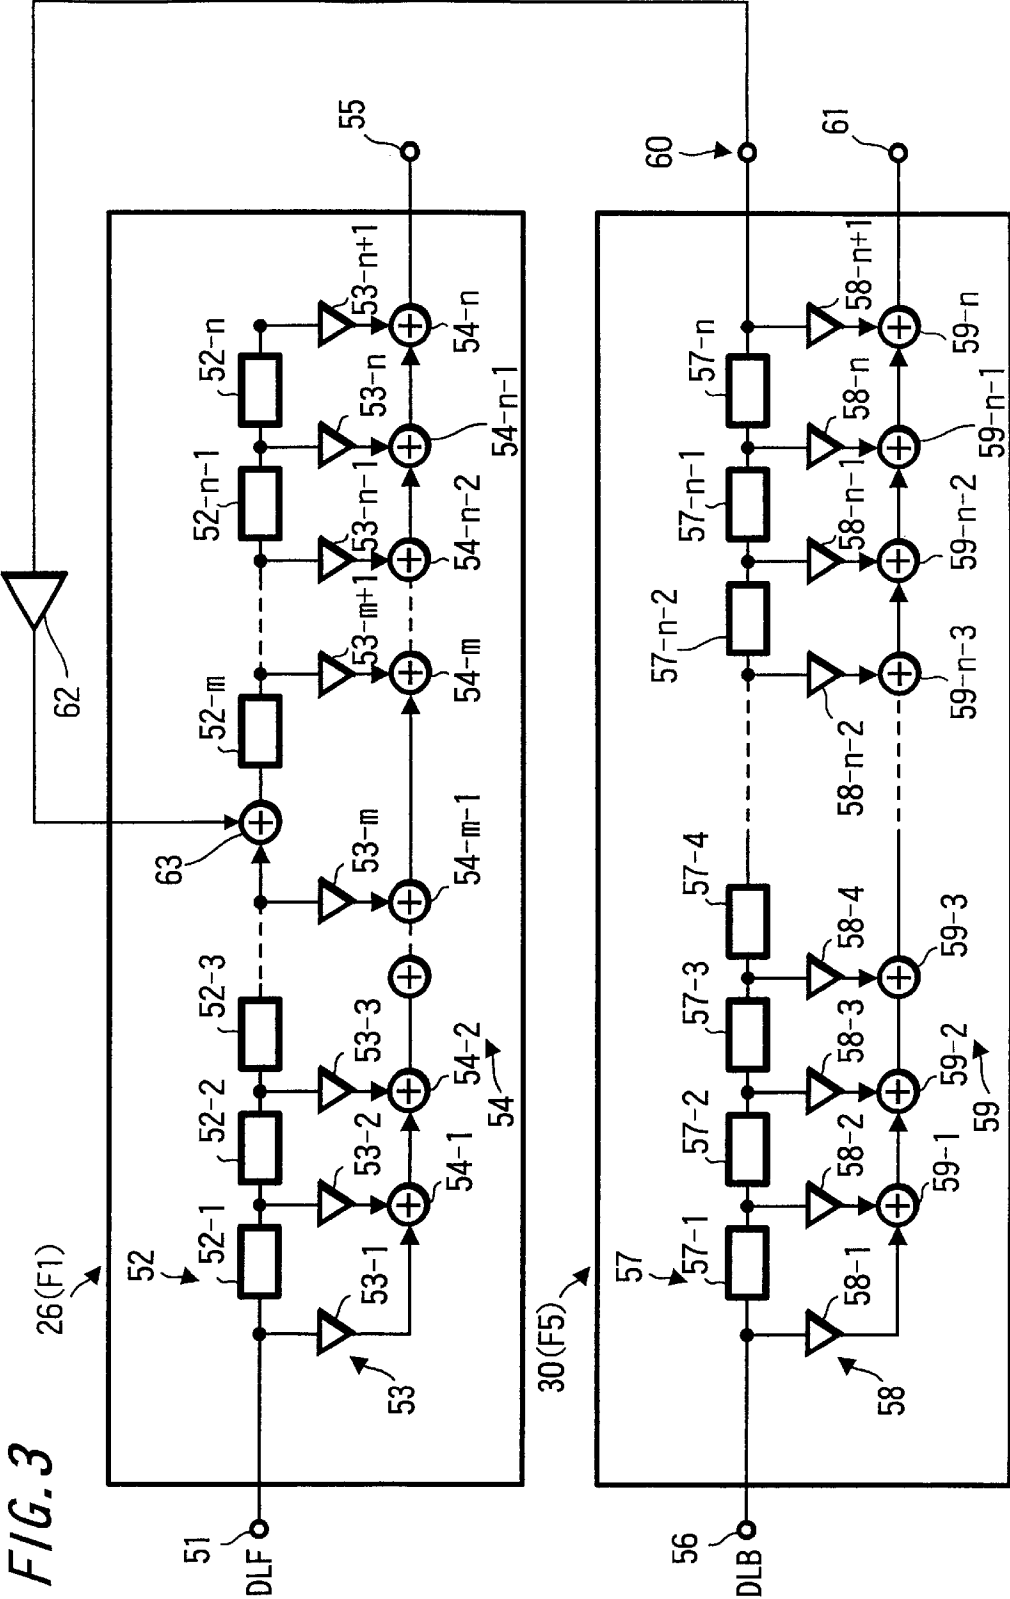 FIG.3
26(F1)
62
63
52
52-1
52-2
52-3
52-m
52-n-1
52-n
51
DLF
53-1
53-2
53-3
53-m
53-m+1
53-n-1
53-n
53-n+1
53
54-1
54-2
54-m-1
54-m
54-n-2
54-n-1
54-n
54
55
30(F5)
57
57-1
57-2
57-3
57-4
57-n-2
57-n-1
57-n
60
56
DLB
58-1
58-2
58-3
58-4
58-n-2
58-n-1
58-n
58-n+1
58
59-1
59-2
59-3
59-n-3
59-n-2
59-n-1
59-n
59
61